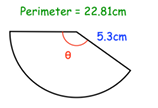 Perimeter = 22.81cm
5.3cm
θ